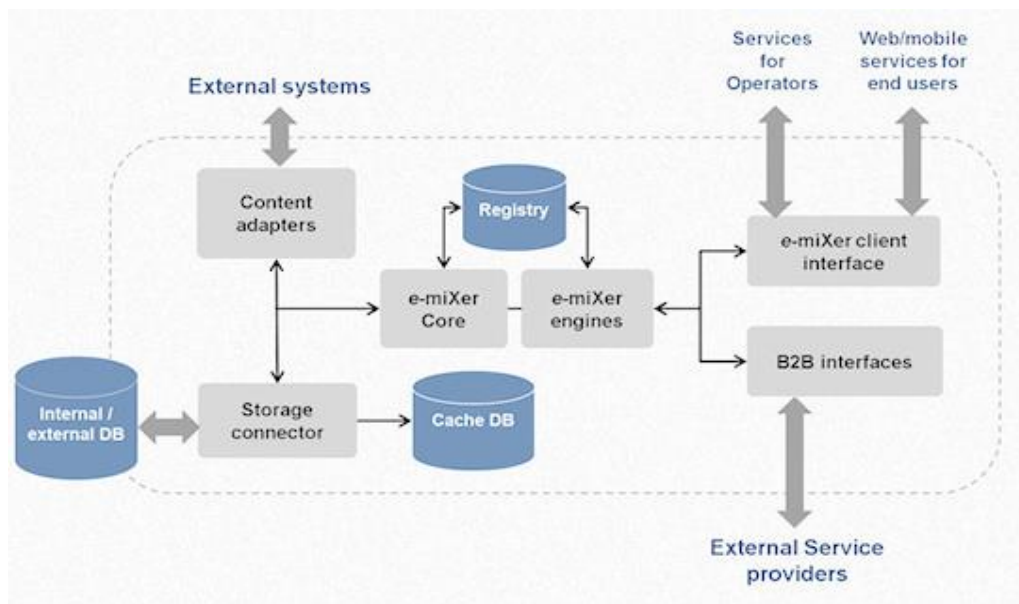 Services
for
Operators
Web/mobile
services for
end users
External systems
Content
adapters
Registry
e-miXer client
interface
e-miXer
Core
e-miXer
engines
B2B interfaces
Internal /
external DB
Storage
connector
Cache DB
External Service
providers